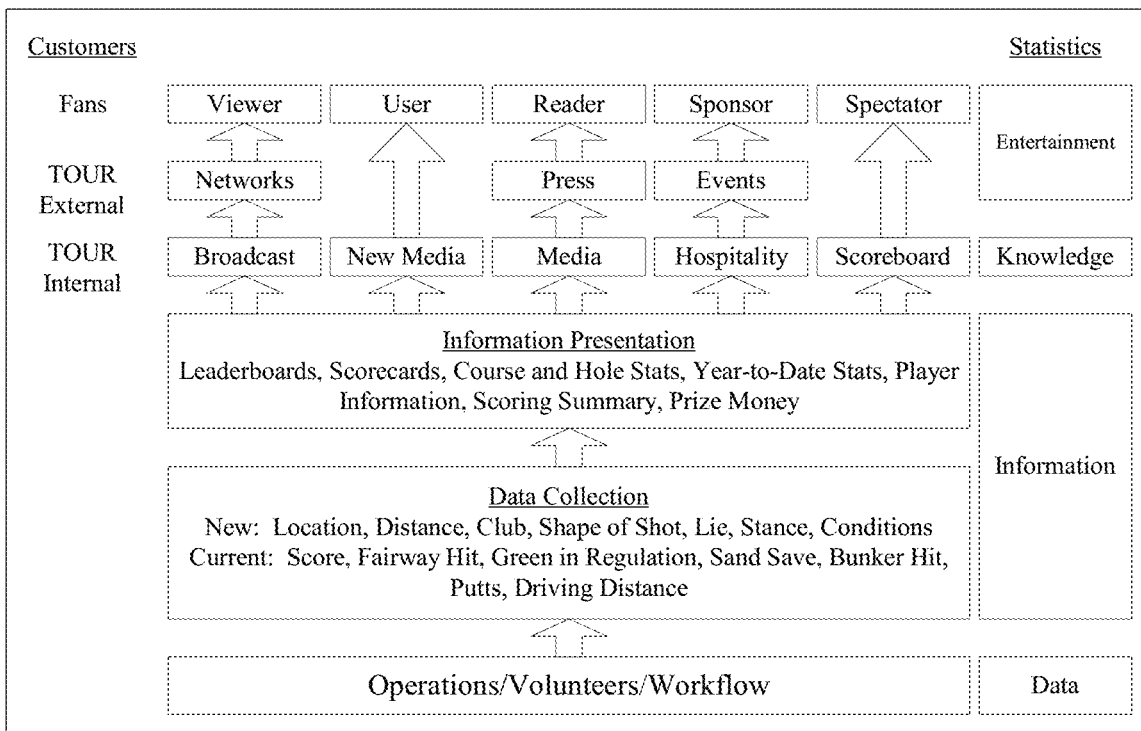 Customers
Statistics
Fans
Viewer
User
Reader
Sponsor
Spectator
Entertainment
TOUR
External
Networks
Press
Events
TOUR
Internal
Broadcast
New Media
Media
Hospitality
Scoreboard
Knowledge
Information Presentation
Leaderboards, Scorecards, Course and Hole Stats, Year-to-Date Stats, Player
Information, Scoring Summary, Prize Money
Information
Data Collection
New: Location, Distance, Club, Shape of Shot, Lie, Stance, Conditions
Current: Score, Fairway Hit, Green in Regulation, Sand Save, Bunker Hit,
Putts, Driving Distance
Operations/Volunteers/Workflow
Data